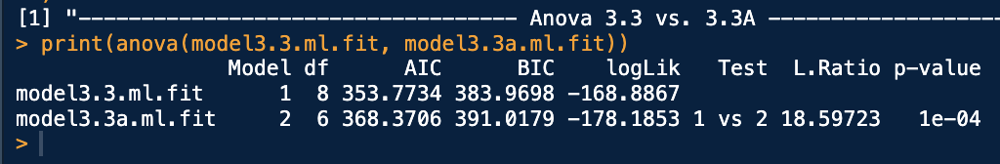 [1] "---------------------------------- Anova 3.3 vs. 3.3A -------------------
> print(anova(model3.3.ml.fit, model3.3a.ml.fit))
                 Model df      AIC      BIC    logLik   Test  L.Ratio p-value
model3.3.ml.fit      1  8 353.7734 383.9698 -168.8867
model3.3a.ml.fit     2  6 368.3706 391.0179 -178.1853 1 vs 2 18.59723   1e-04
>